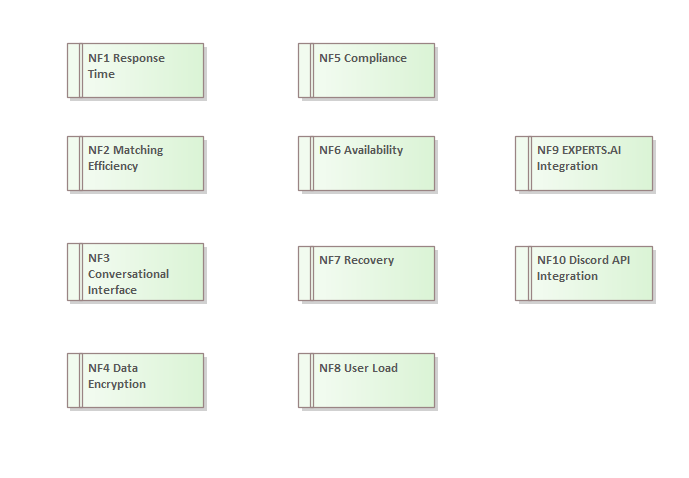 NF1 Response
Time
NF2 Matching
Efficiency
NF3
Conversational
Interface
NF4 Data
Encryption
NF5 Compliance
NF6 Availability
NF7 Recovery
NF8 User Load
NF9 EXPERTS.AI
Integration
NF10 Discord API
Integration